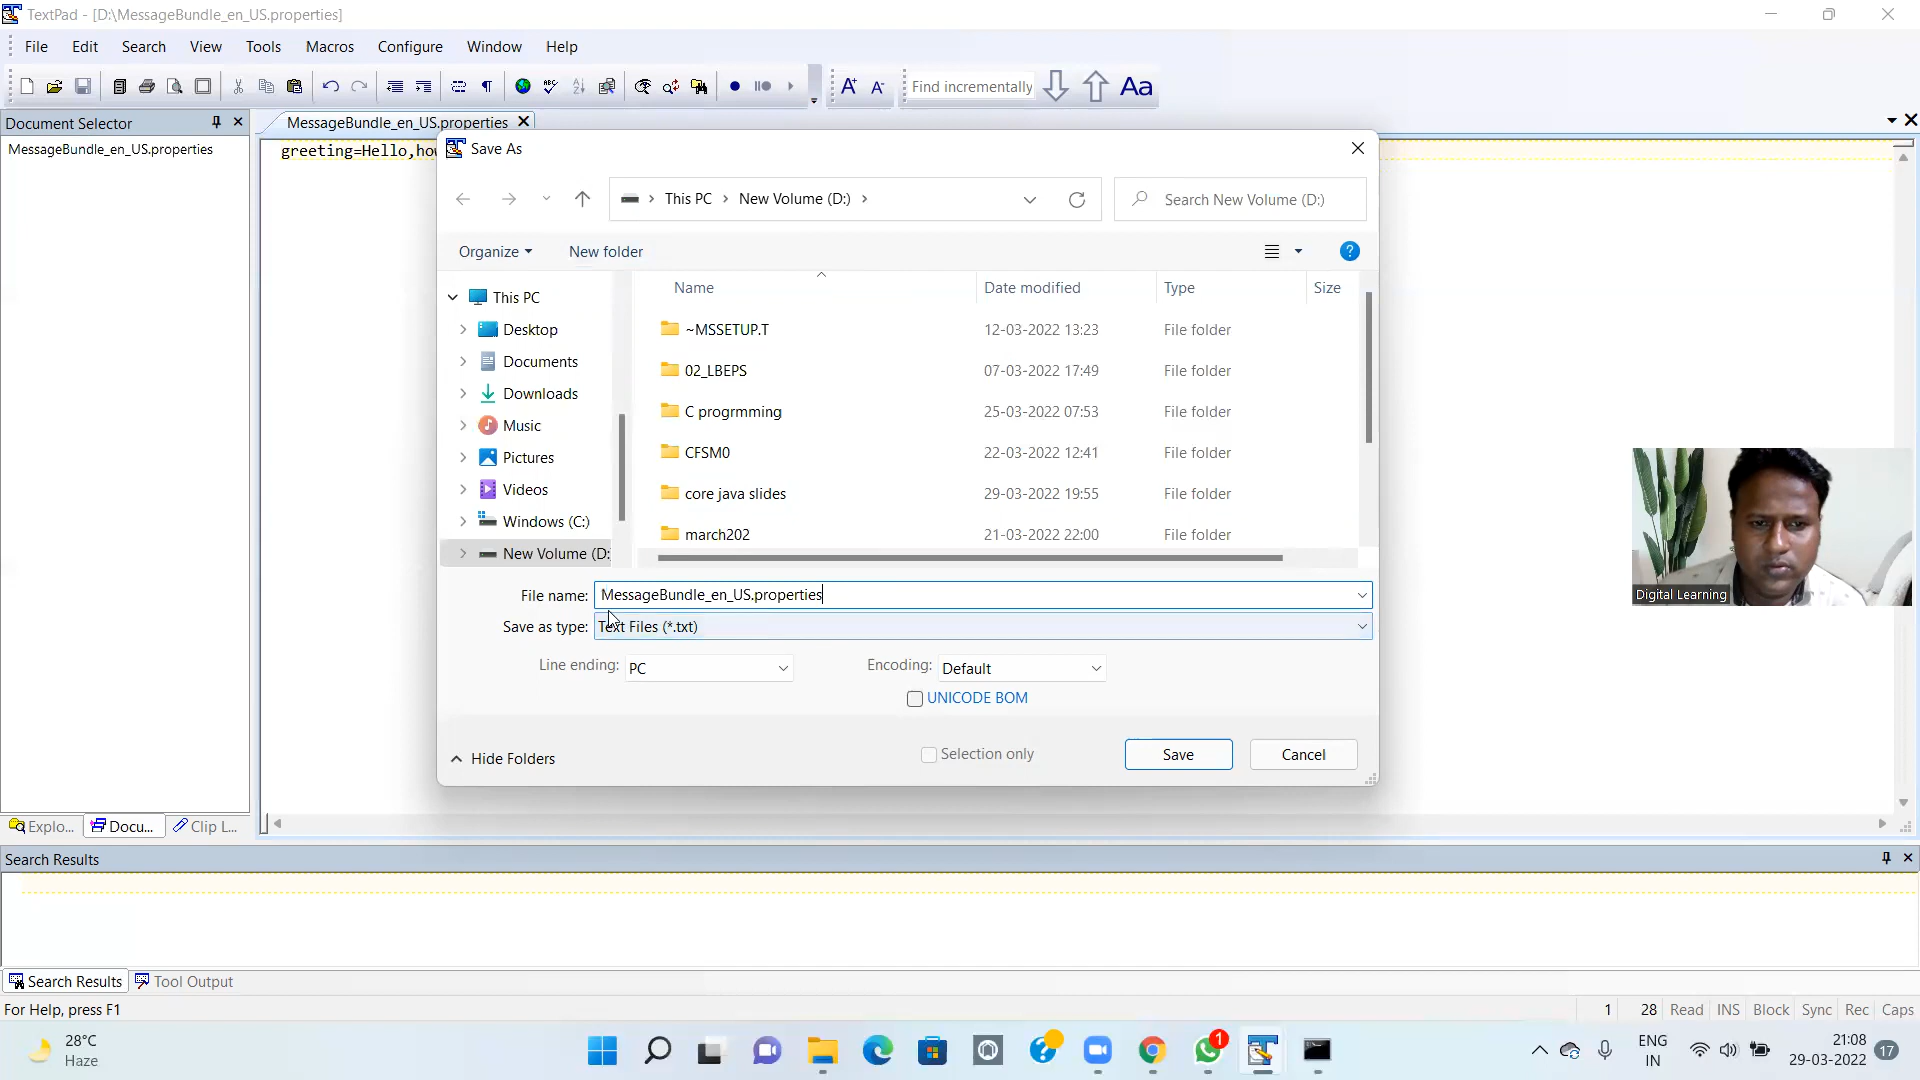 TextPad - [D:\MessageBundle_en_US.properties]
File Edit Search View Tools Macros Configure Window Help
Find incrementally Aa
Document Selector
MessageBundle_en_US.properties
MessageBundle_en_US.properties
greeting=Hello,how
Save As
This PC > New Volume (D:) >
Search New Volume (D:)
Organize New folder
Name Date modified Type Size
This PC
Desktop
Documents
Downloads
Music
Pictures
Videos
Windows (C:)
New Volume (D:
~MSSETUP.T 12-03-2022 13:23 File folder
02_LBEPS 07-03-2022 17:49 File folder
C progrmming 25-03-2022 07:53 File folder
CFSM0 22-03-2022 12:41 File folder
core java slides 29-03-2022 19:55 File folder
march202 21-03-2022 22:00 File folder
File name: MessageBundle_en_US.properties
Save as type: Text Files (*.txt)
Line ending: PC Encoding: Default
UNICODE BOM
Hide Folders
Selection only Save Cancel
Digital Learning
Explo... Docu... Clip L...
Search Results
Search Results Tool Output
For Help, press F1
1 28 Read INS Block Sync Rec Caps
28°C
Haze
1
ENG
IN
21:08
29-03-2022
17